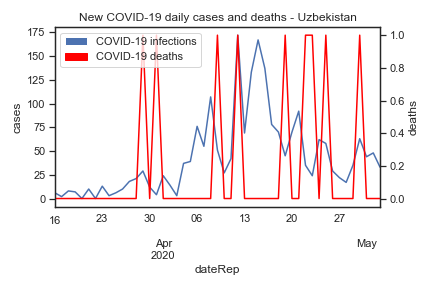 New COVID-19 daily cases and deaths - Uzbekistan
COVID-19 infections
COVID-19 deaths
175
150
125
100
75
50
25
0
cases
1.0
0.8
0.6
0.4
0.2
0.0
deaths
16 23 30 06 13 20 27
Apr May
2020
dateRep